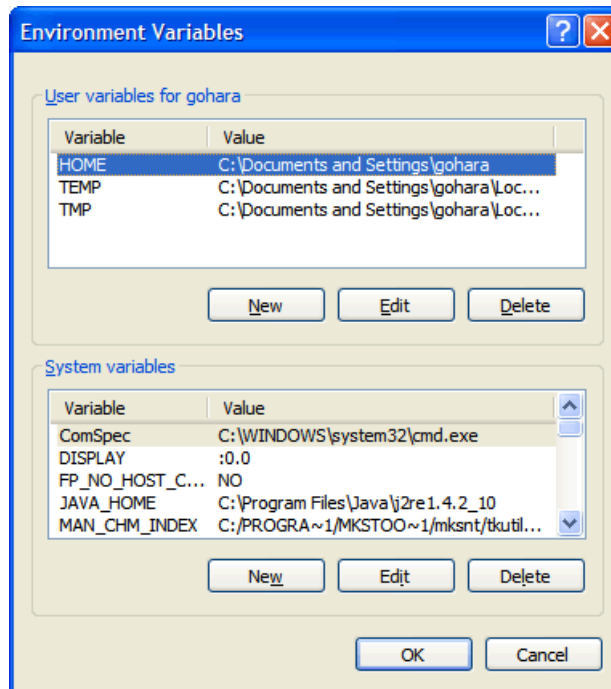 Environment Variables
User variables for gohara
Variable Value
HOME C:\Documents and Settings\gohara
TEMP C:\Documents and Settings\gohara\Loc...
TMP C:\Documents and Settings\gohara\Loc...
New Edit Delete
System variables
Variable Value
ComSpec C:\WINDOWS\system32\cmd.exe
DISPLAY :0.0
FP_NO_HOST_C... NO
JAVA_HOME C:\Program Files\Java\j2re1.4.2_10
MAN_CHM_INDEX C:/PROGRA~1/MKSTOO~1/mksnt/tkutil...
New Edit Delete
OK Cancel